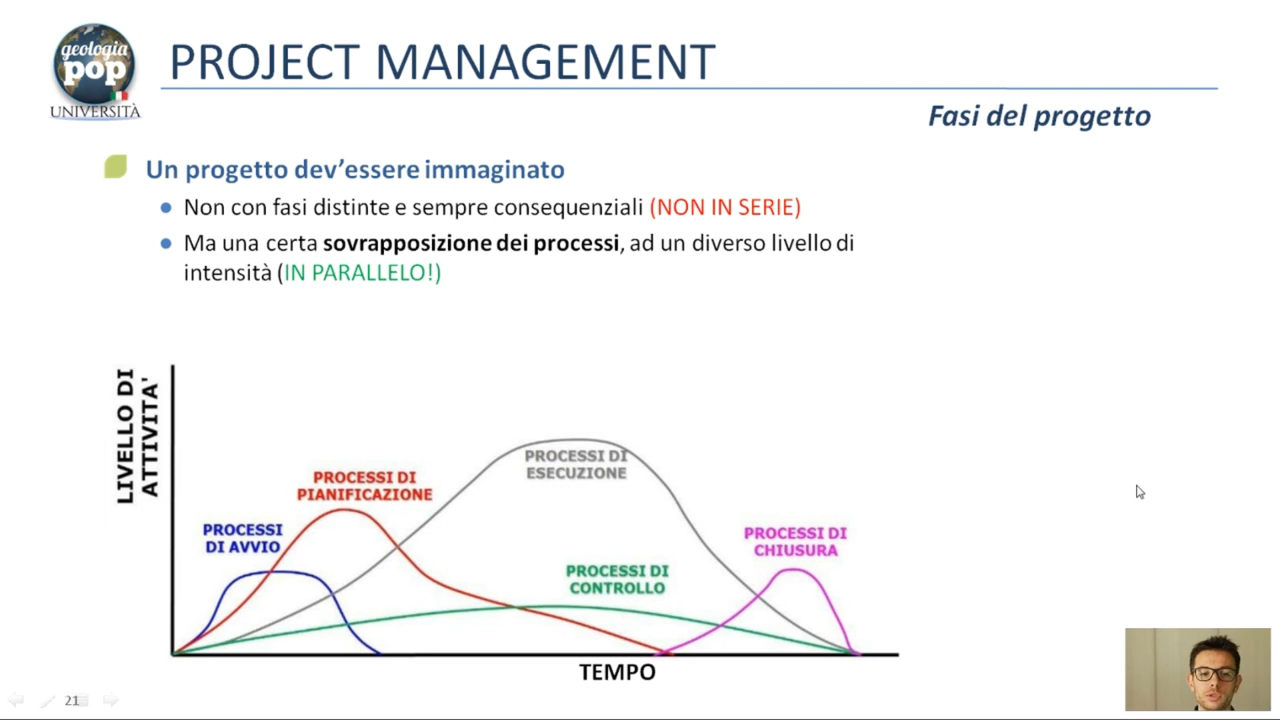 geologia
pop
UNIVERSITÀ
PROJECT MANAGEMENT
Fasi del progetto
Un progetto dev'essere immaginato
Non con fasi distinte e sempre consequenziali (NON IN SERIE)
Ma una certa sovrapposizione dei processi, ad un diverso livello di
intensità (IN PARALLELO!)
LIVELLO DI
ATTIVITA'
PROCESSI DI
ESECUZIONE
PROCESSI DI
PIANIFICAZIONE
PROCESSI
DI AVVIO
PROCESSI DI
CHIUSURA
PROCESSI DI
CONTROLLO
TEMPO
21